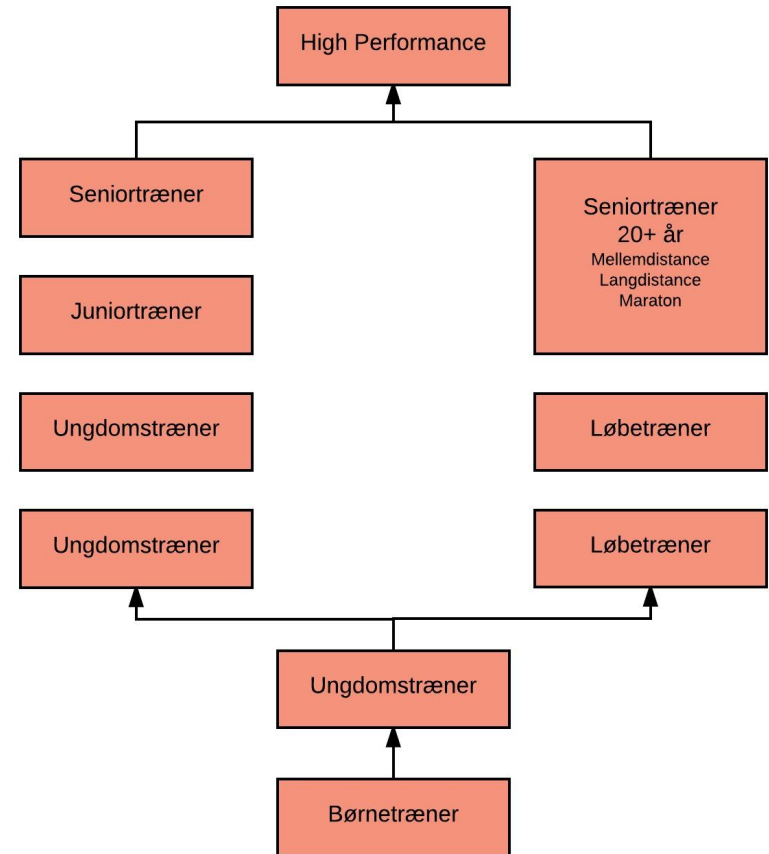 High Performance
Seniortræner
Seniortræner
20+ år
Mellemdistance
Langdistance
Maraton
Juniortræner
Ungdomstræner
Løbetræner
Ungdomstræner
Løbetræner
Ungdomstræner
Børnetræner